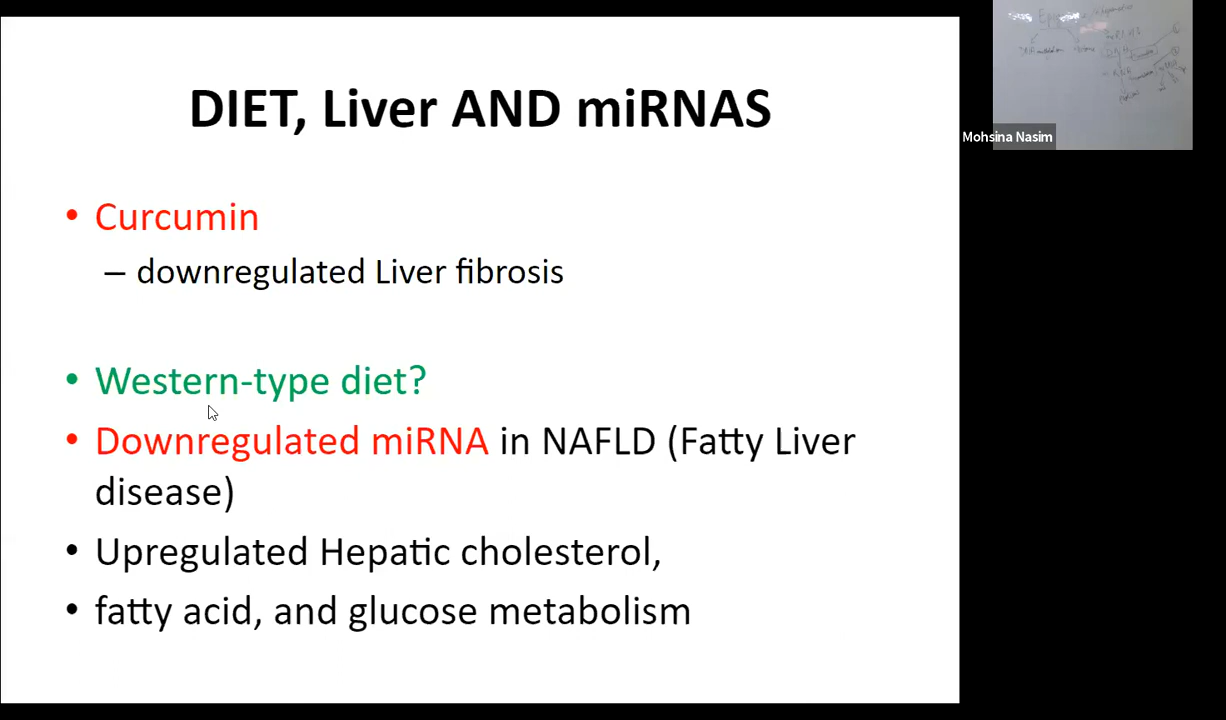 DIET, Liver AND miRNAS
• Curcumin
– downregulated Liver fibrosis
• Western-type diet?
• Downregulated miRNA in NAFLD (Fatty Liver
disease)
• Upregulated Hepatic cholesterol,
• fatty acid, and glucose metabolism
Mohsina Nasim